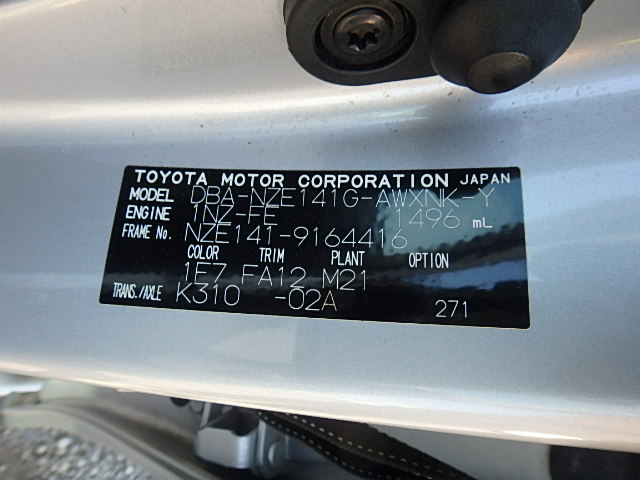 TOYOTA MOTOR CORPORATION JAPAN
MODEL DBA-NZE141G-AWXNK-Y
ENGINE 1NZ-FE 1496 mL
FRAME No. NZE141-9164416
COLOR TRIM PLANT OPTION
1F7 FA12 M21
TRANS./AXLE K310 -02A 271